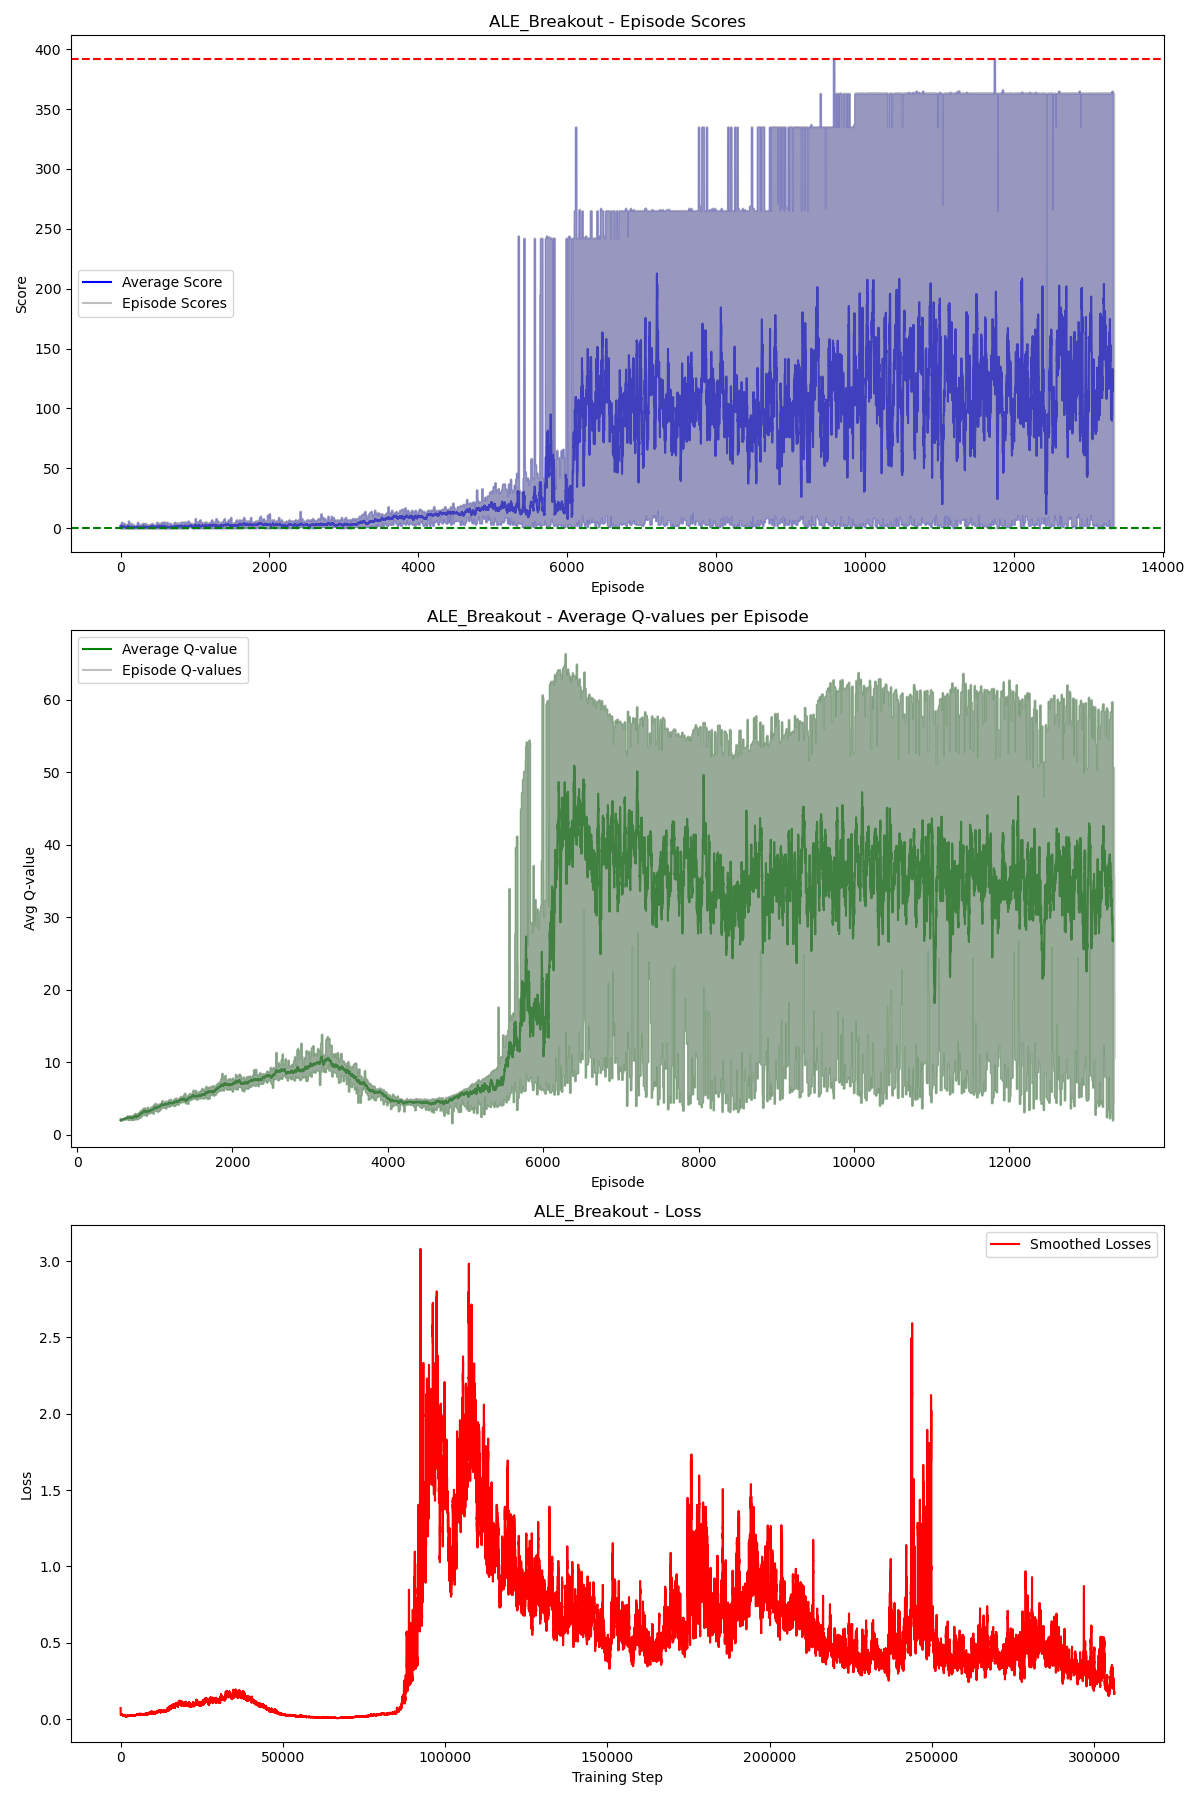 ALE_Breakout - Episode Scores
400
350
300
250
200
150
100
50
0
Score
Average Score
Episode Scores
0 2000 4000 6000 8000 10000 12000 14000
Episode
ALE_Breakout - Average Q-values per Episode
60
50
40
30
20
10
0
Avg Q-value
Average Q-value
Episode Q-values
0 2000 4000 6000 8000 10000 12000
Episode
ALE_Breakout - Loss
3.0
2.5
2.0
1.5
1.0
0.5
0.0
Loss
Smoothed Losses
0 50000 100000 150000 200000 250000 300000
Training Step